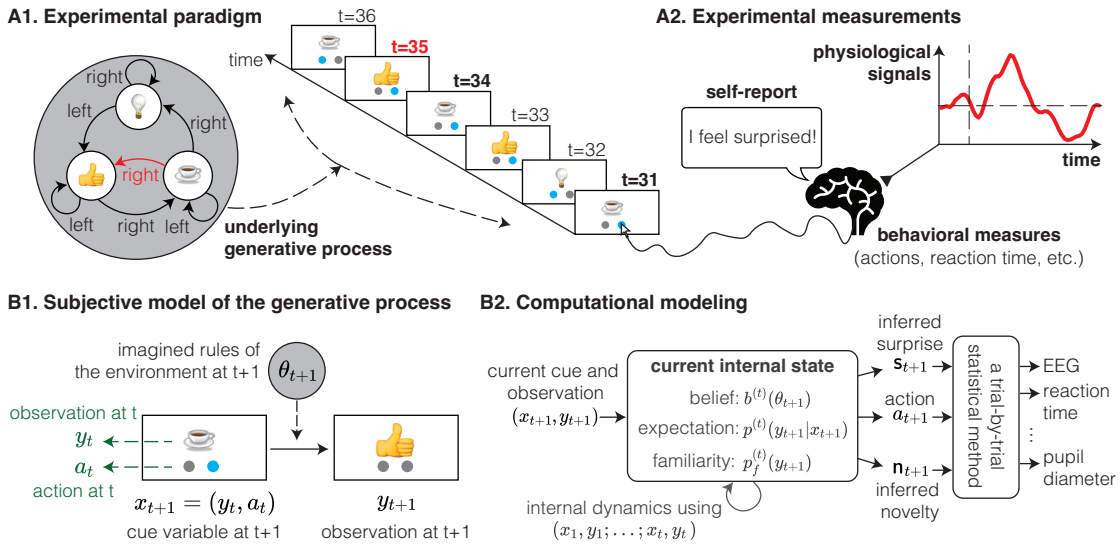 A1. Experimental paradigm
right
left
right
right
left
right
left
underlying
generative process
time
t=36
t=35
t=34
t=33
t=32
t=31
A2. Experimental measurements
physiological
signals
self-report
I feel surprised!
time
behavioral measures
(actions, reaction time, etc.)
B1. Subjective model of the generative process
imagined rules of
the environment at t+1
θ_{t+1}
observation at t
y_t
a_t
action at t
x_{t+1} = (y_t, a_t)
cue variable at t+1
y_{t+1}
observation at t+1
B2. Computational modeling
current cue and
observation
(x_{t+1}, y_{t+1})
current internal state
belief: b^{(t)}(θ_{t+1})
expectation: p^{(t)}(y_{t+1}|x_{t+1})
familiarity: p_f^{(t)}(y_{t+1})
internal dynamics using
(x_1, y_1; . . . ; x_t, y_t)
inferred
surprise
s_{t+1}
action
a_{t+1}
n_{t+1}
inferred
novelty
a trial-by-trial
statistical method
EEG
reaction
time
...
pupil
diameter